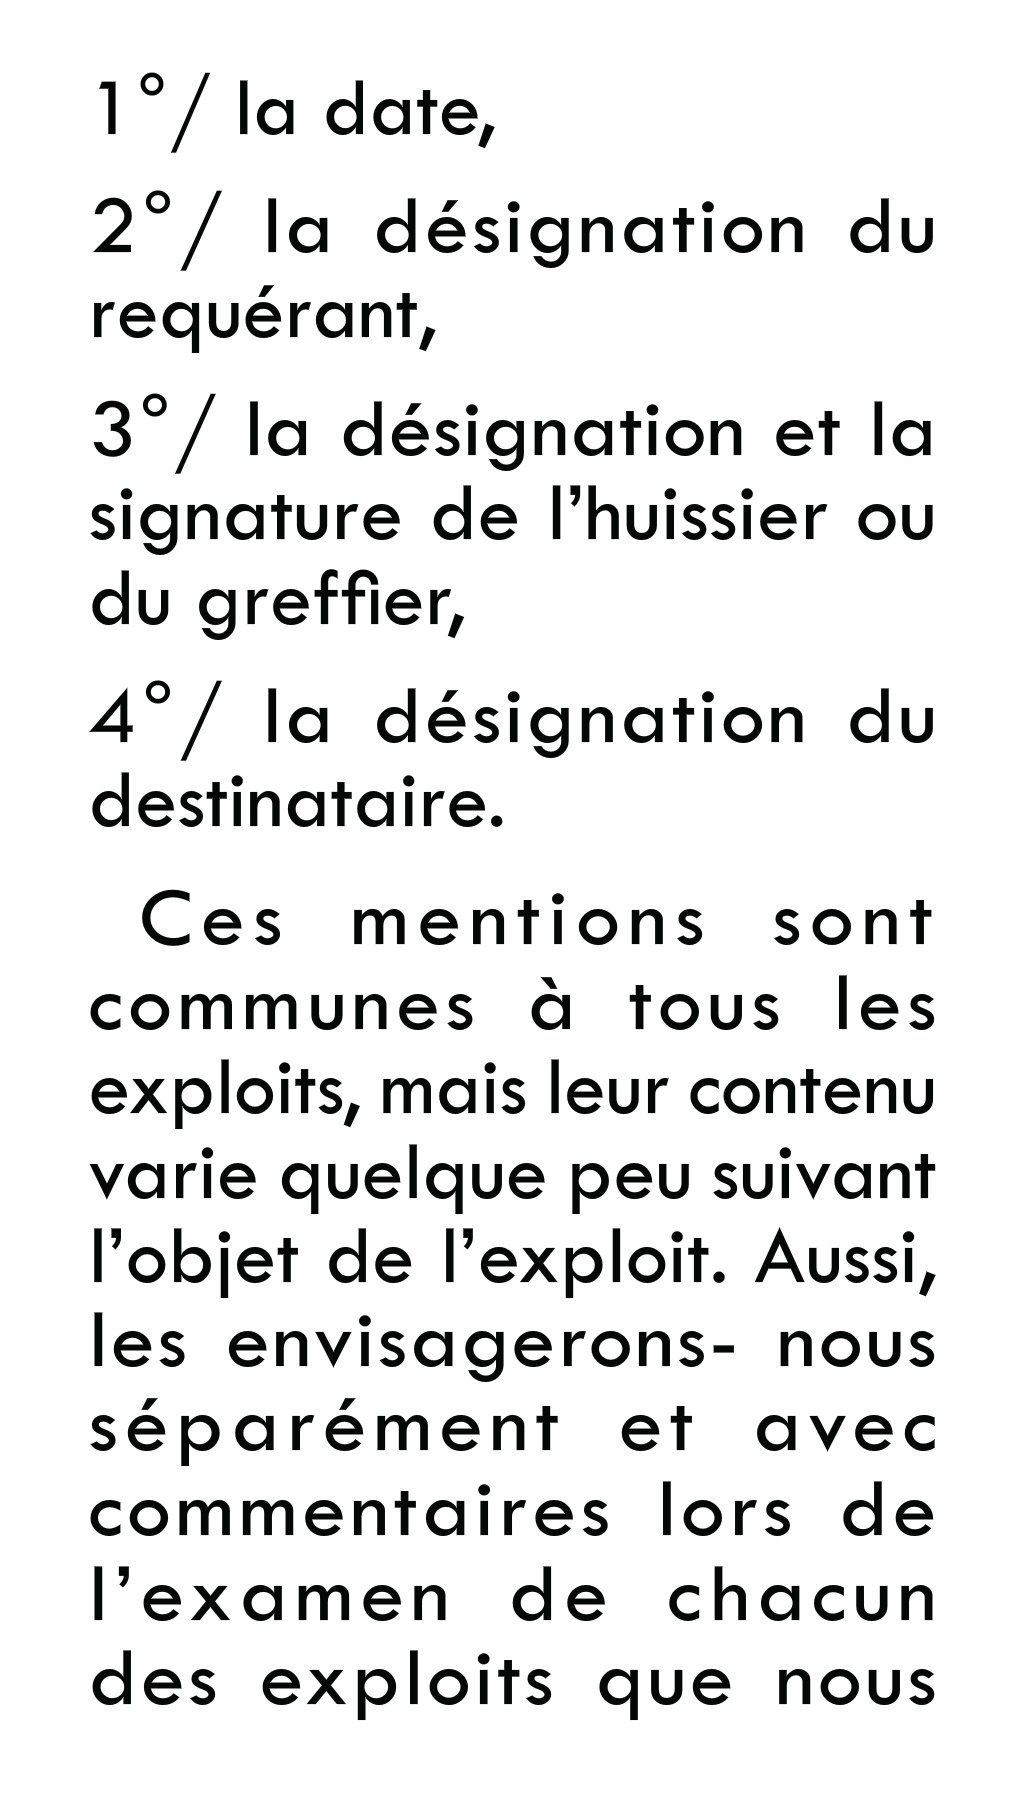 1°/ la date,
2°/ la désignation du
requérant,
3°/ la désignation et la
signature de l’huissier ou
du greffier,
4°/ la désignation du
destinataire.
Ces mentions sont
communes à tous les
exploits, mais leur contenu
varie quelque peu suivant
l’objet de l’exploit. Aussi,
les envisagerons- nous
séparément et avec
commentaires lors de
l’examen de chacun
des exploits que nous